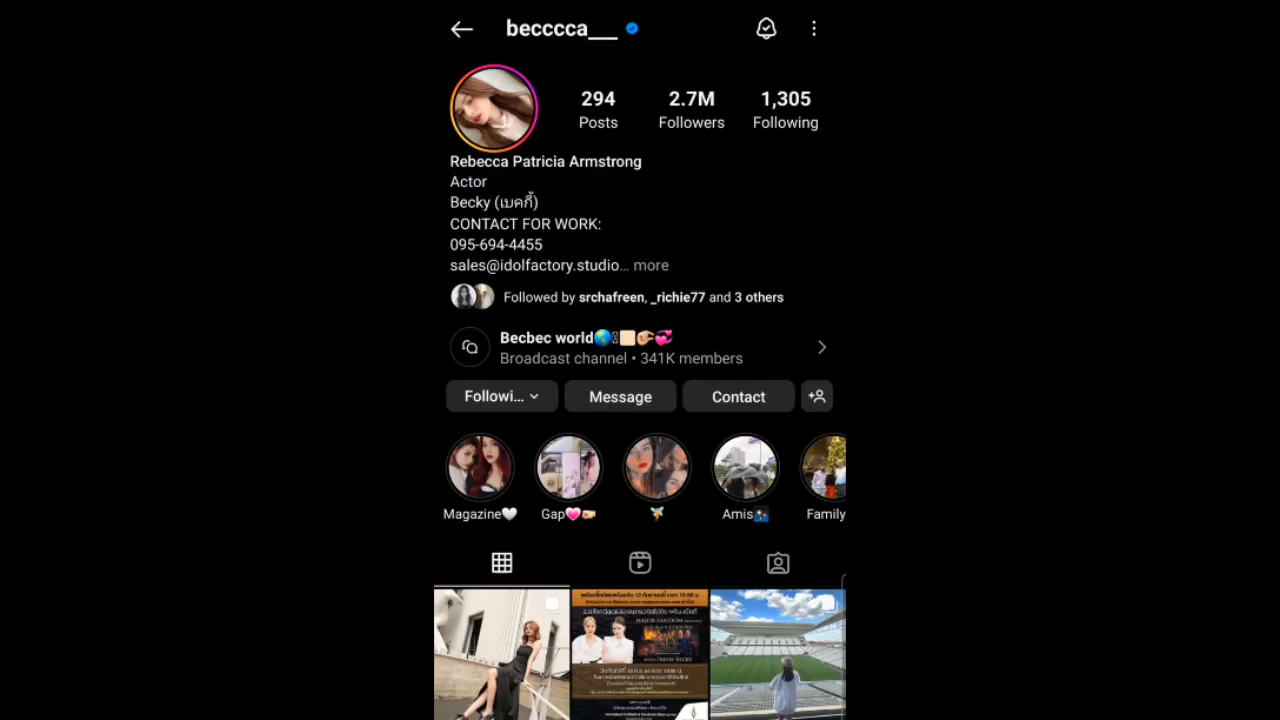 becccca___
294
Posts
2.7M
Followers
1,305
Following
Rebecca Patricia Armstrong
Actor
Becky (เบคกี้)
CONTACT FOR WORK:
095-694-4455
sales@idolfactory.studio... more
Followed by srchafreen, _richie77 and 3 others
Becbec world🌎🏻🫰🏼💞
Broadcast channel • 341K members
Followi...
Message
Contact
Magazine🤍
Gap💗🤛🏻
🧚🏻
Amis🌌
Family
MAJOR FANDOM